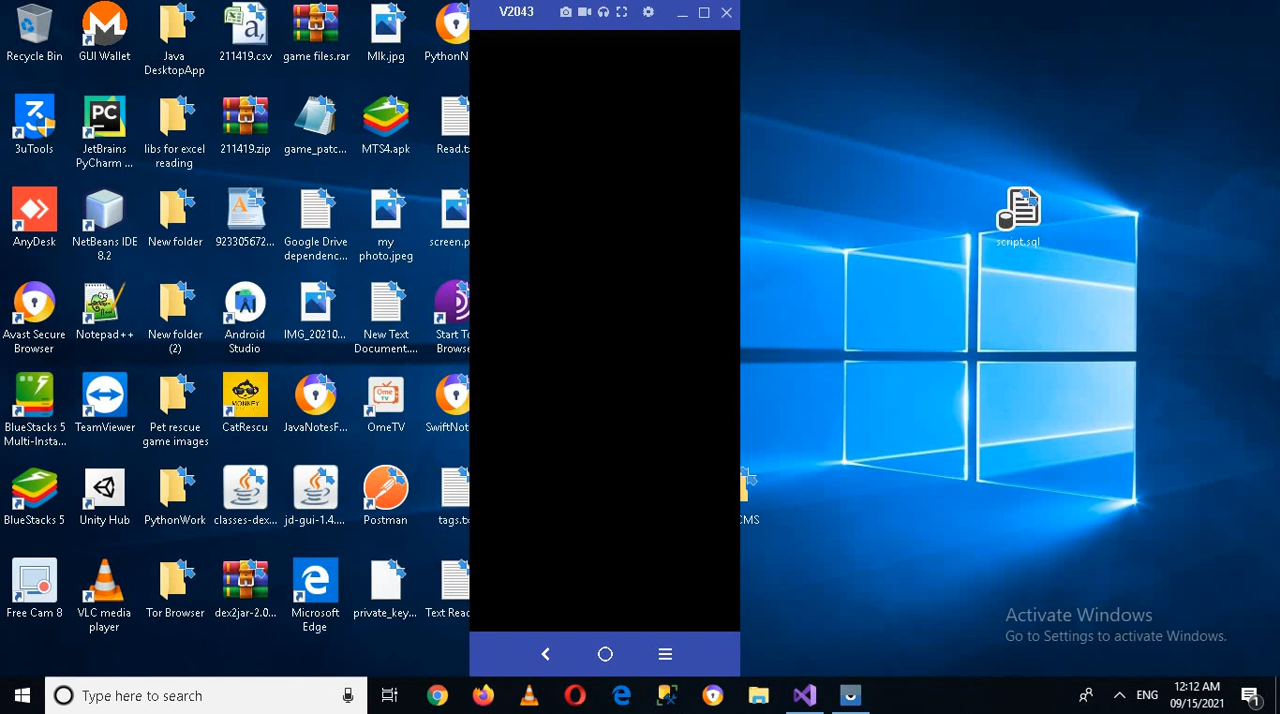 V2043
Recycle Bin
GUI Wallet
Java
DesktopApp
211419.csv
game files.rar
Mlk.jpg
PythonN...
3uTools
JetBrains
PyCharm ...
libs for excel
reading
211419.zip
game_patc...
MTS4.apk
Read.t
AnyDesk
NetBeans IDE
8.2
New folder
923305672...
Google Drive
dependenc...
my
photo.jpeg
screen.p
script.sql
Avast Secure
Browser
Notepad++
New folder
(2)
Android
Studio
IMG_20210...
New Text
Document....
Start To
Browse
BlueStacks 5
Multi-Insta...
TeamViewer
Pet rescue
game images
MONKEY
CatRescu
JavaNotesF...
OmeTV
SwiftNot
BlueStacks 5
Unity Hub
PythonWork
classes-dex...
jd-gui-1.4....
Postman
tags.tx
CMS
Free Cam 8
VLC media
player
Tor Browser
dex2jar-2.0...
Microsoft
Edge
private_key...
Text Rea
Activate Windows
Go to Settings to activate Windows.
Type here to search
ENG
12:12 AM
09/15/2021
1